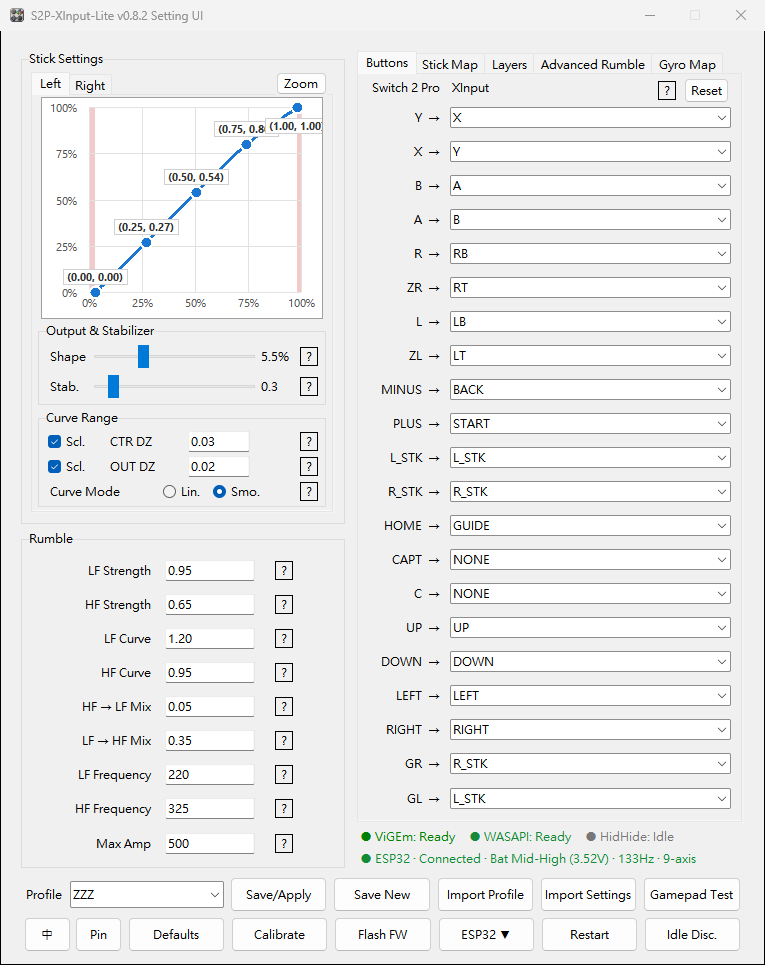 S2P-XInput-Lite v0.8.2 Setting UI
Stick Settings
Left Right Zoom
100%
75%
50%
25%
0%
(1.00, 1.00)
(0.75, 0.8
(0.50, 0.54)
(0.25, 0.27)
(0.00, 0.00)
0% 25% 50% 75% 100%
Output & Stabilizer
Shape 5.5% ?
Stab. 0.3 ?
Curve Range
Scl. CTR DZ 0.03 ?
Scl. OUT DZ 0.02 ?
Curve Mode Lin. Smo. ?
Rumble
LF Strength 0.95 ?
HF Strength 0.65 ?
LF Curve 1.20 ?
HF Curve 0.95 ?
HF → LF Mix 0.05 ?
LF → HF Mix 0.35 ?
LF Frequency 220 ?
HF Frequency 325 ?
Max Amp 500 ?
Buttons Stick Map Layers Advanced Rumble Gyro Map
Switch 2 Pro XInput ? Reset
Y → X
X → Y
B → A
A → B
R → RB
ZR → RT
L → LB
ZL → LT
MINUS → BACK
PLUS → START
L_STK → L_STK
R_STK → R_STK
HOME → GUIDE
CAPT → NONE
C → NONE
UP → UP
DOWN → DOWN
LEFT → LEFT
RIGHT → RIGHT
GR → R_STK
GL → L_STK
ViGEm: Ready WASAPI: Ready HidHide: Idle
ESP32 · Connected · Bat Mid-High (3.52V) · 133Hz · 9-axis
Profile ZZZ Save/Apply Save New Import Profile Import Settings Gamepad Test
中 Pin Defaults Calibrate Flash FW ESP32 ▼ Restart Idle Disc.